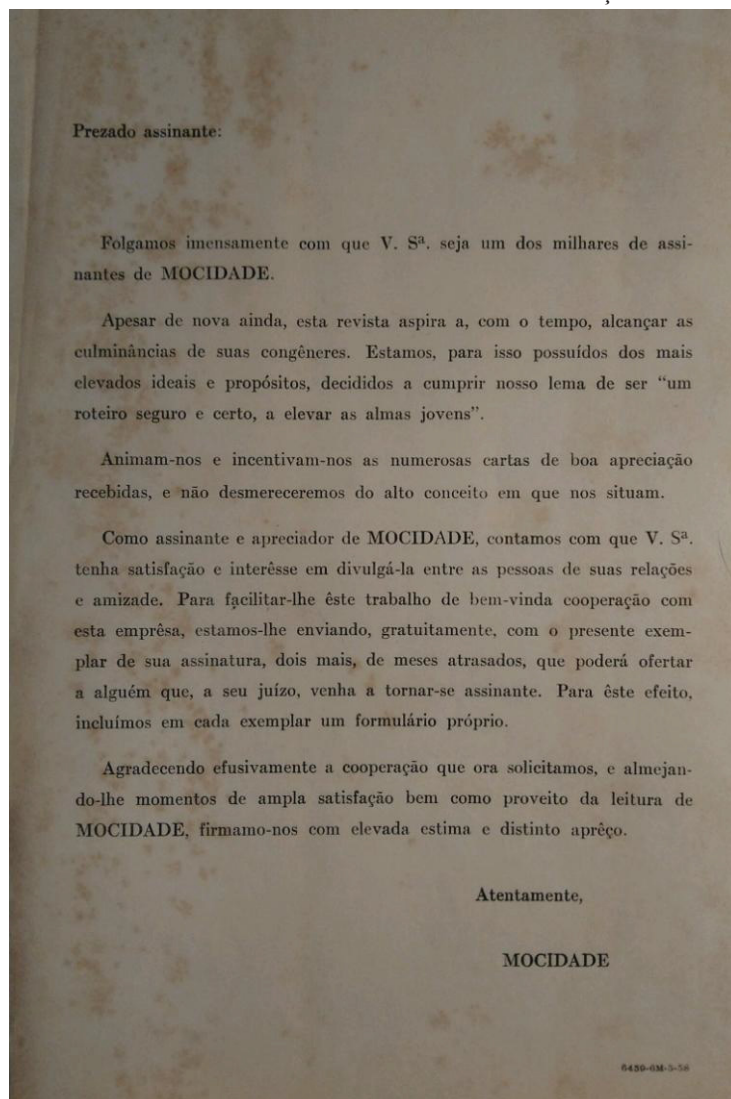 Prezado assinante:
Folgamos imensamente com que V. Sª. seja um dos milhares de assi-
nantes de MOCIDADE.
Apesar de nova ainda, esta revista aspira a, com o tempo, alcançar as
culminâncias de suas congêneres. Estamos, para isso possuídos dos mais
elevados ideais e propósitos, decididos a cumprir nosso lema de ser “um
roteiro seguro e certo, a elevar as almas jovens”.
Animam-nos e incentivam-nos as numerosas cartas de boa apreciação
recebidas, e não desmereceremos do alto conceito em que nos situam.
Como assinante e apreciador de MOCIDADE, contamos com que V. Sª.
tenha satisfação e interêsse em divulgá-la entre as pessoas de suas relações
e amizade. Para facilitar-lhe êste trabalho de bem-vinda cooperação com
esta emprêsa, estamos-lhe enviando, gratuitamente, com o presente exem-
plar de sua assinatura, dois mais, de meses atrasados, que poderá ofertar
a alguém que, a seu juízo, venha a tornar-se assinante. Para êste efeito,
incluímos em cada exemplar um formulário próprio.
Agradecendo efusivamente a cooperação que ora solicitamos, e almejan-
do-lhe momentos de ampla satisfação bem como proveito da leitura de
MOCIDADE, firmamo-nos com elevada estima e distinto aprêço.
Atentamente,
MOCIDADE